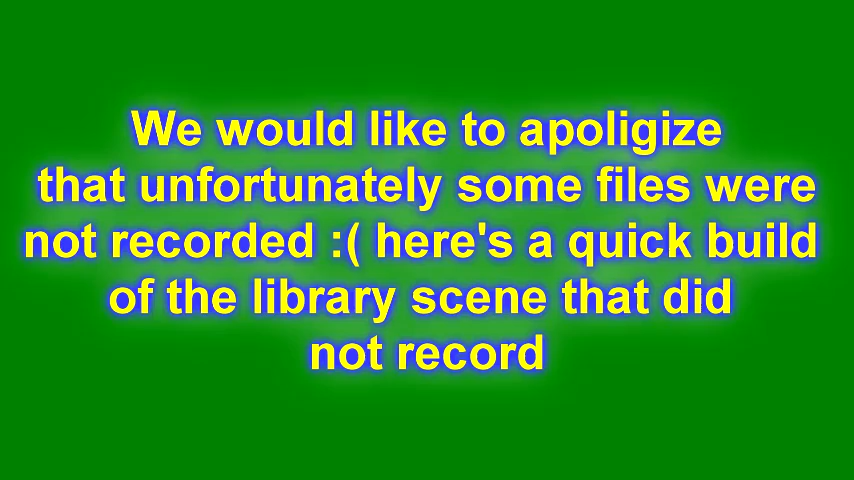 We would like to apoligize
that unfortunately some files were
not recorded :( here's a quick build
of the library scene that did
not record